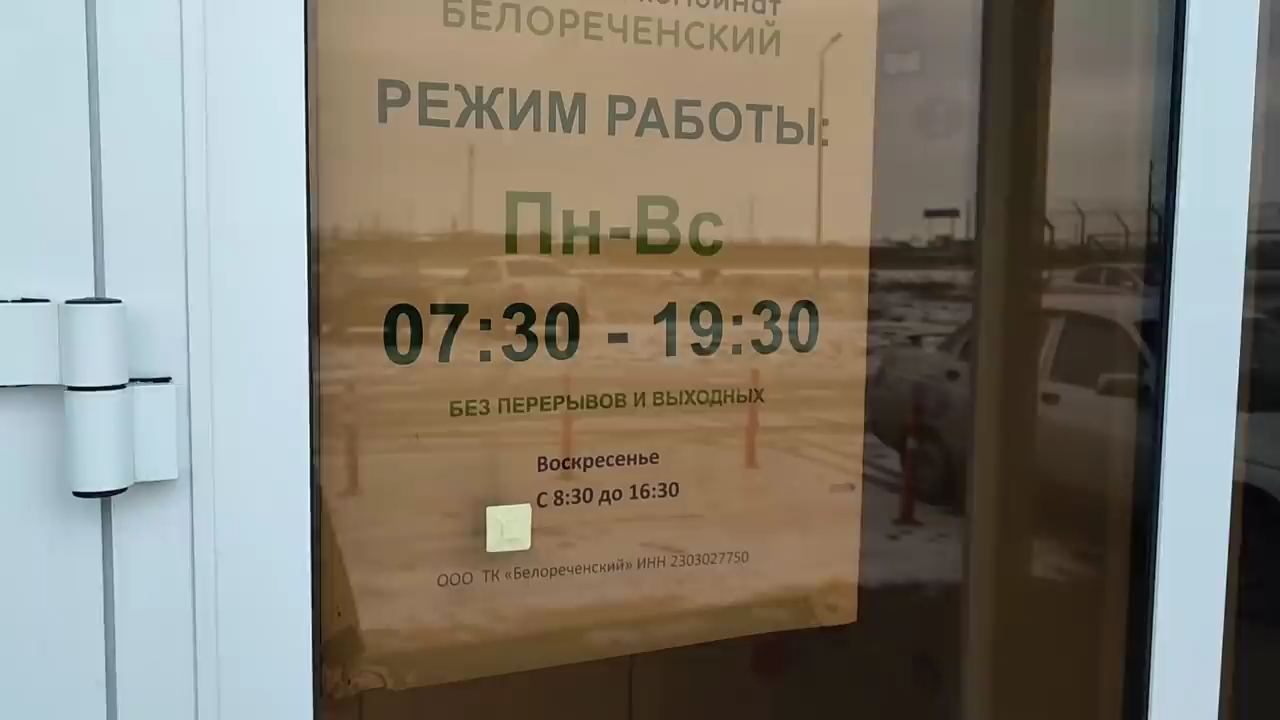 комбинат
БЕЛОРЕЧЕНСКИЙ
РЕЖИМ РАБОТЫ:
Пн-Вс
07:30 - 19:30
БЕЗ ПЕРЕРЫВОВ И ВЫХОДНЫХ
Воскресенье
С 8:30 до 16:30
ООО ТК «Белореченский» ИНН 2303027750